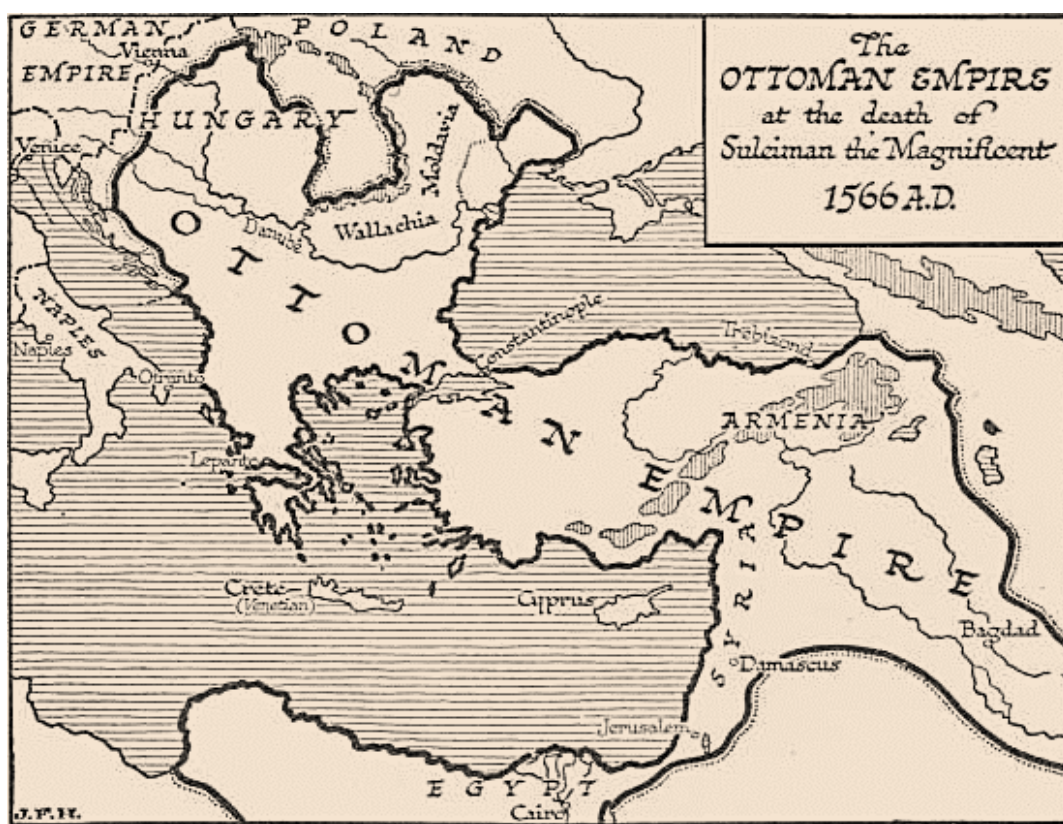 The
OTTOMAN EMPIRE
at the death of
Suleiman the Magnificent
1566 A.D.
GERMAN
EMPIRE
Vienna
POLAND
HUNGARY
Venice
Moldavia
Danube
Wallachia
OTTOMAN EMPIRE
NAPLES
Naples
Otranto
Constantinople
Trebizond
ARMENIA
Lepanto
Crete
(Venetian)
Cyprus
SYRIA
Bagdad
Damascus
Jerusalem
EGYPT
Cairo
J.F.H.